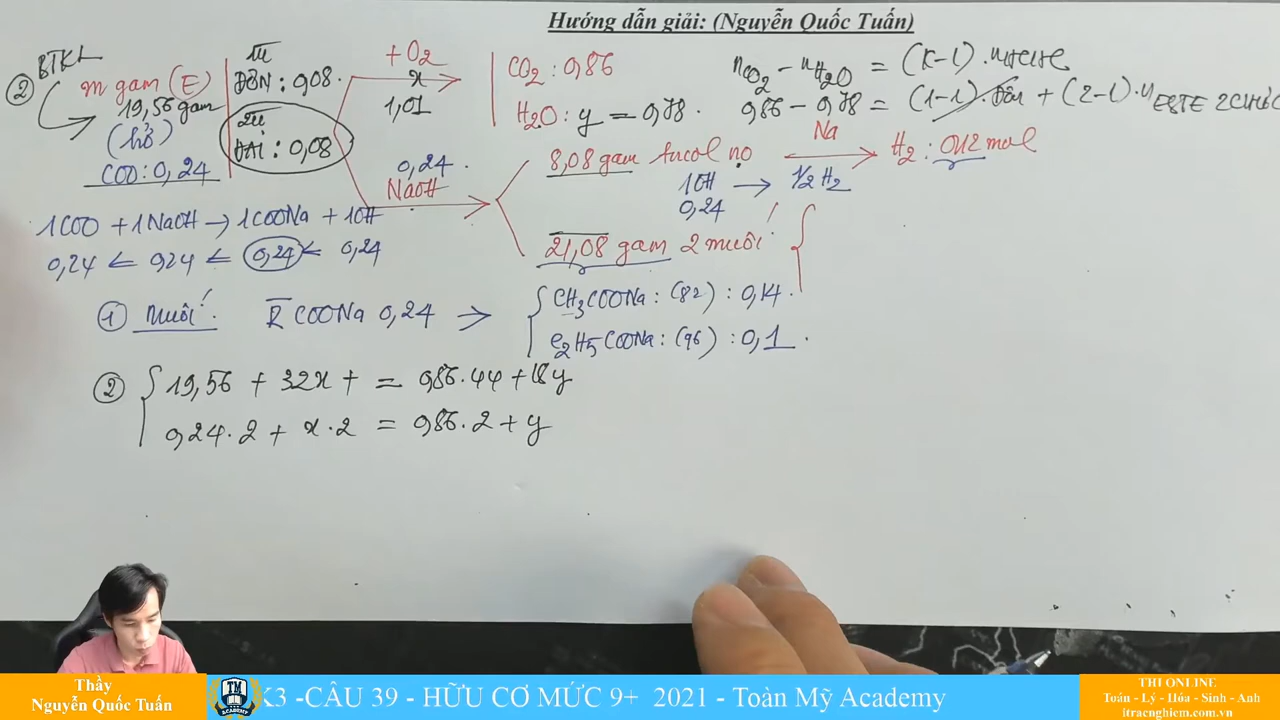 Hướng dẫn giải: (Nguyễn Quốc Tuấn)
② BTKL
m gam (E)
19,56 gam
(hở)
COO: 0,24
ĐƠN: 0,08.
0,08
+ O2
x
1,01
CO2: 0,86
H2O: y = 0,78.
nCO2 - nH2O = (k-1).
0,86 - 0,78 = (1-1). Đơn + (2-1). n ESTE 2CHỨC
0,24.
NaOH
8,08 gam ancol no
Na
H2: 0,12 mol
1OH → 1/2 H2
0,24
21,08 gam 2 muối
1COO + 1NaOH → 1COONa + 1OH
0,24 ← 0,24 ← 0,24 ← 0,24
① Muối: R̅COONa 0,24 →
CH3COONa: (82): 0,14.
C2H5COONa: (96): 0,1.
② 19,56 + 32x + = 0,86.44 + 18y
0,24.2 + x.2 = 0,86.2 + y
Thầy
Nguyễn Quốc Tuấn
TM
ACADEMY
K3 -CÂU 39 - HỮU CƠ MỨC 9+ 2021 - Toàn Mỹ Academy
THI ONLINE
Toán - Lý - Hóa - Sinh - Anh
itracnghiem.com.vn